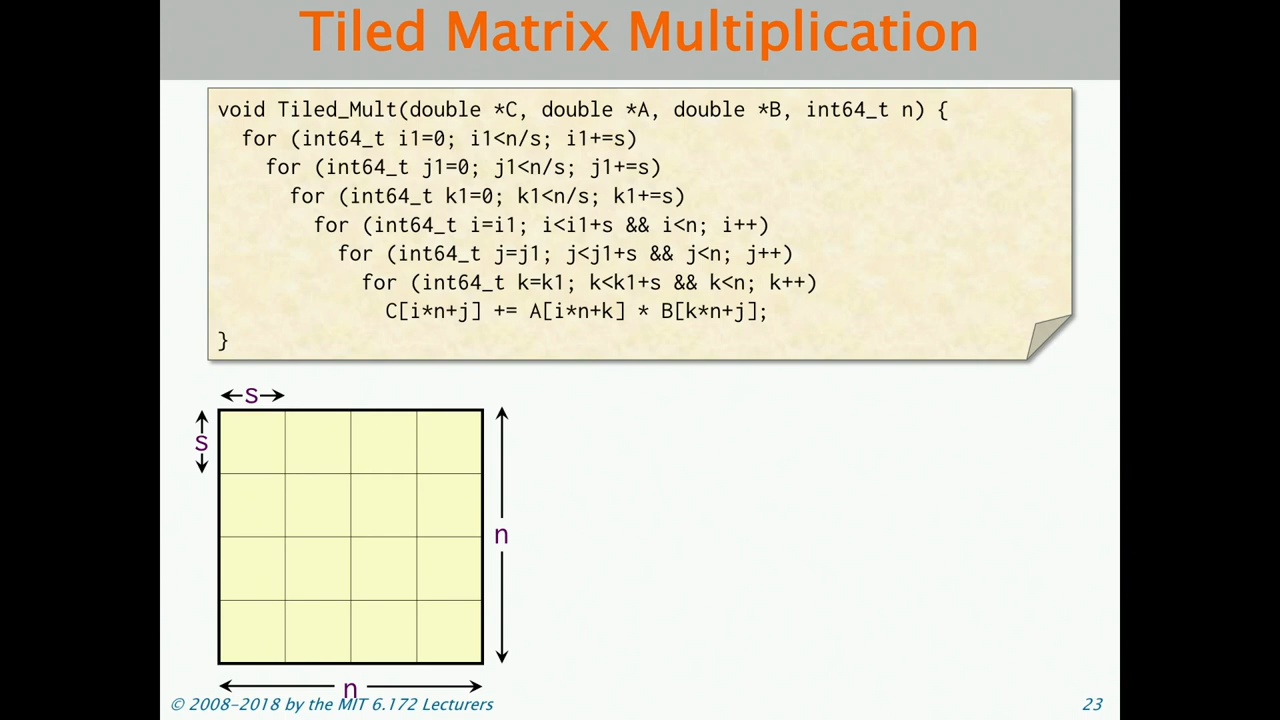 Tiled Matrix Multiplication
void Tiled_Mult(double *C, double *A, double *B, int64_t n) {
for (int64_t i1=0; i1<n/s; i1+=s)
for (int64_t j1=0; j1<n/s; j1+=s)
for (int64_t k1=0; k1<n/s; k1+=s)
for (int64_t i=i1; i<i1+s && i<n; i++)
for (int64_t j=j1; j<j1+s && j<n; j++)
for (int64_t k=k1; k<k1+s && k<n; k++)
C[i*n+j] += A[i*n+k] * B[k*n+j];
}
s
s
n
n
© 2008-2018 by the MIT 6.172 Lecturers
23